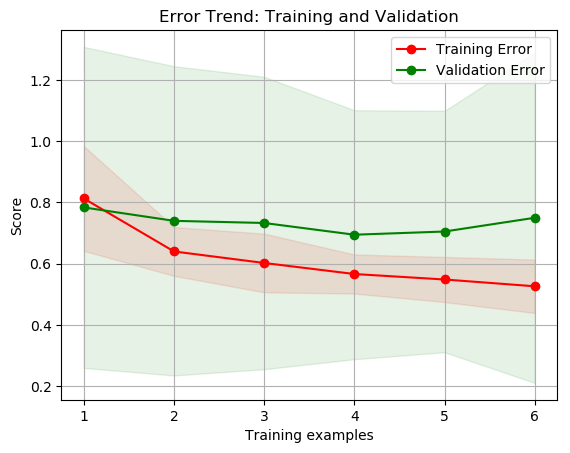 Error Trend: Training and Validation
Training Error
Validation Error
Score
1.2
1.0
0.8
0.6
0.4
0.2
1 2 3 4 5 6
Training examples